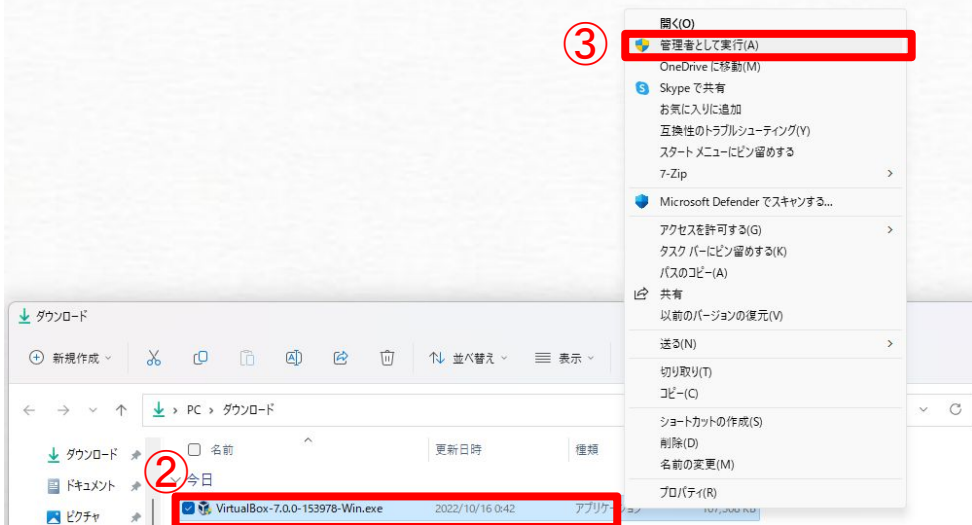 開く(O)
③
管理者として実行(A)
OneDrive に移動(M)
Skype で共有
お気に入りに追加
互換性のトラブルシューティング(Y)
スタート メニューにピン留めする
7-Zip
Microsoft Defender でスキャンする...
アクセスを許可する(G)
タスク バーにピン留めする(K)
パスのコピー(A)
共有
以前のバージョンの復元(V)
送る(N)
切り取り(T)
コピー(C)
ショートカットの作成(S)
削除(D)
名前の変更(M)
プロパティ(R)
ダウンロード
新規作成
並べ替え
表示
PC › ダウンロード
ダウンロード
ドキュメント
ピクチャ
名前 更新日時 種類
②
今日
VirtualBox-7.0.0-153978-Win.exe 2022/10/16 0:42 アプリケーション